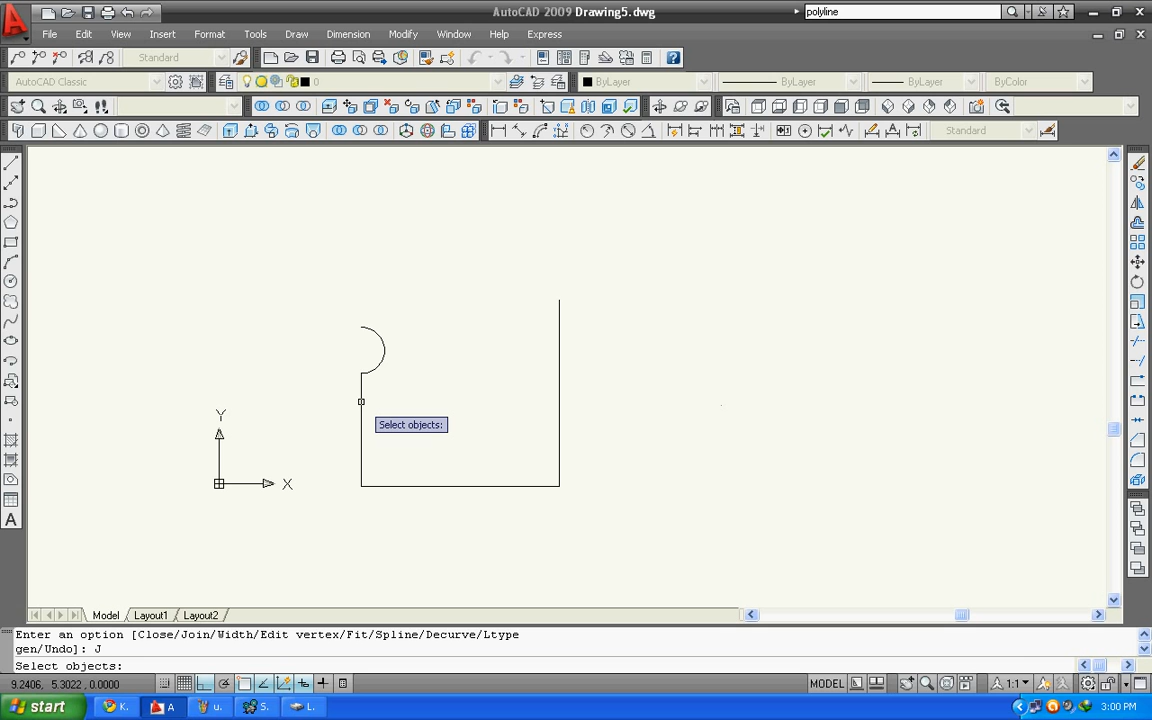 AutoCAD 2009 Drawing5.dwg
polyline
File Edit View Insert Format Tools Draw Dimension Modify Window Help Express
Standard
AutoCAD Classic
0
ByLayer
ByLayer
ByLayer
ByColor
Standard
Select objects:
Y
X
A
Model Layout1 Layout2
Enter an option [Close/Join/Width/Edit vertex/Fit/Spline/Decurve/Ltype
gen/Undo]: J
Select objects:
9.2406, 5.3022, 0.0000
MODEL
1:1
start
K.
A
u.
S.
L.
3:00 PM